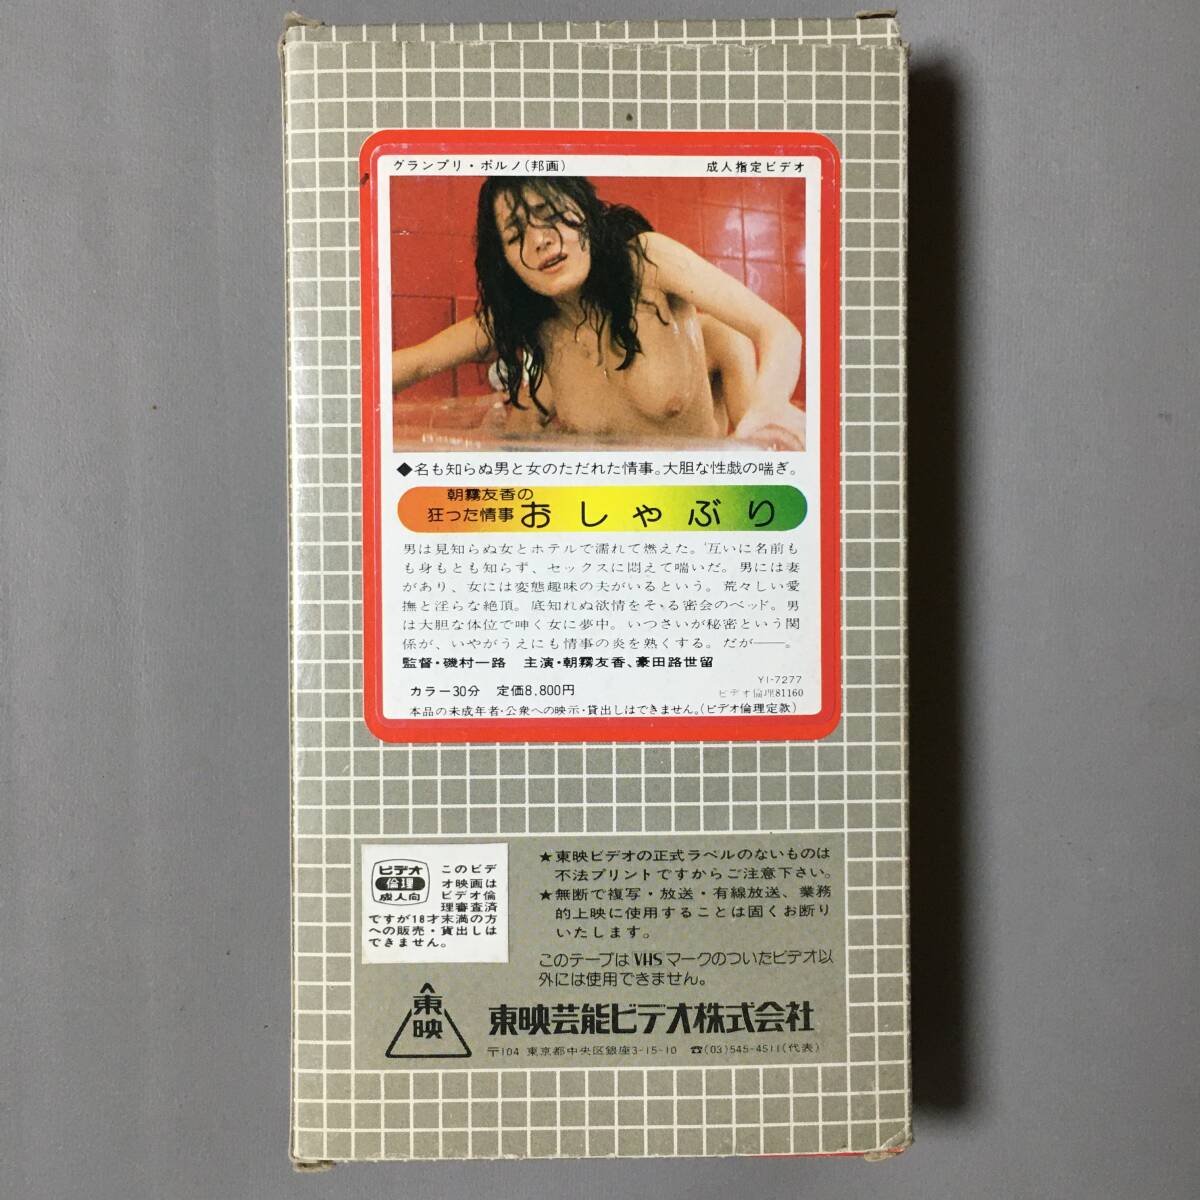 グランプリ・ポルノ(邦画)
成人指定ビデオ
◆名も知らぬ男と女のただれた情事。大胆な性戯の喘ぎ。
朝霧友香の
狂った情事
おしゃぶり
男は見知らぬ女とホテルで濡れて燃えた。互いに名前も
も身もとも知らず、セックスに悶えて喘いだ。男には妻
があり、女には変態趣味の夫がいるという。荒々しい愛
撫と淫らな絶頂。底知れぬ欲情をそゝる密会のベッド。男
は大胆な体位で呻く女に夢中。いつさいが秘密という関
係が、いやがうえにも情事の炎を熟くする。だが――。
監督・磯村一路　主演・朝霧友香、豪田路世留
YI-7277
カラー30分　定価8,800円
ビデオ倫理81160
本品の未成年者・公衆への映示・貸出しはできません。(ビデオ倫理定款)
ビデオ
倫理
成人向
このビデ
オ映画は
ビデオ倫
理審査済
ですが18才末満の方
への販売・貸出しは
できません。
★東映ビデオの正式ラベルのないものは
不法プリントですからご注意下さい。
★無断で複写・放送・有線放送、業務
的上映に使用することは固くお断り
いたします。
このテープはVHSマークのついたビデオ以
外には使用できません。
東映
東映芸能ビデオ株式会社
〒104 東京都中央区銀座3-15-10 ☎(03)545-4511(代表)